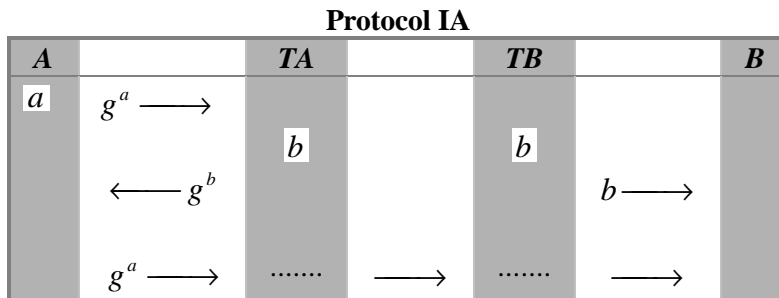 Protocol IA
A TA TB B
a g^a ⟶
b b
⟵ g^b b ⟶
g^a ⟶ ....... ⟶ ....... ⟶